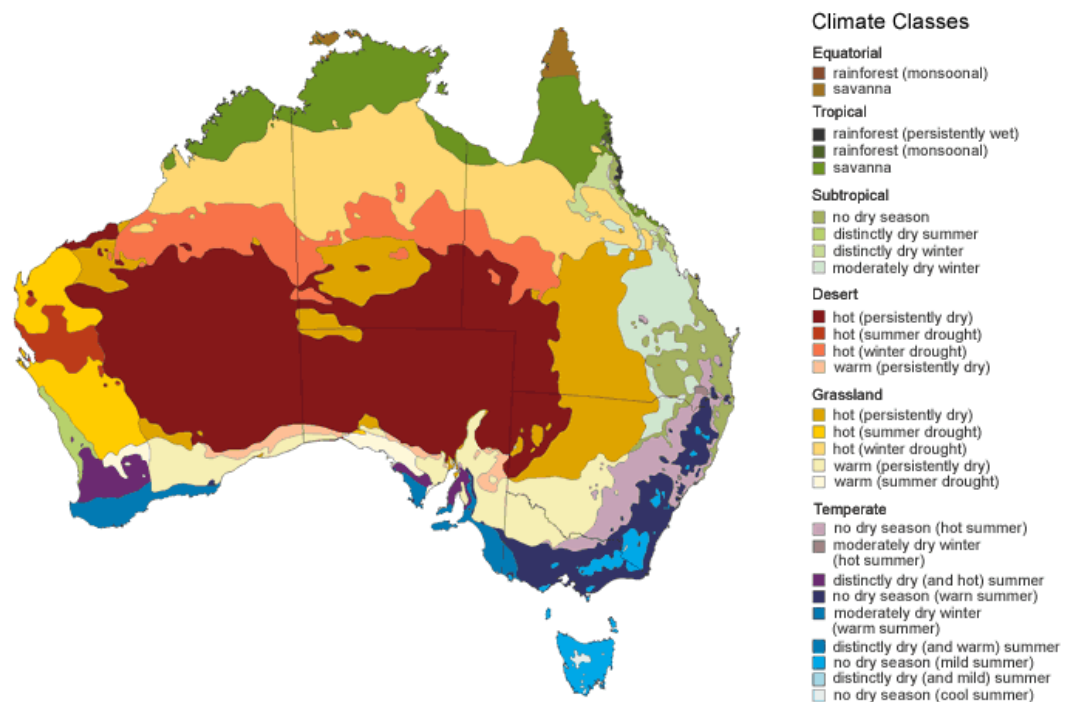 Climate Classes
Equatorial
rainforest (monsoonal)
savanna
Tropical
rainforest (persistently wet)
rainforest (monsoonal)
savanna
Subtropical
no dry season
distinctly dry summer
distinctly dry winter
moderately dry winter
Desert
hot (persistently dry)
hot (summer drought)
hot (winter drought)
warm (persistently dry)
Grassland
hot (persistently dry)
hot (summer drought)
hot (winter drought)
warm (persistently dry)
warm (summer drought)
Temperate
no dry season (hot summer)
moderately dry winter
(hot summer)
distinctly dry (and hot) summer
no dry season (warn summer)
moderately dry winter
(warm summer)
distinctly dry (and warm) summer
no dry season (mild summer)
distinctly dry (and mild) summer
no dry season (cool summer)